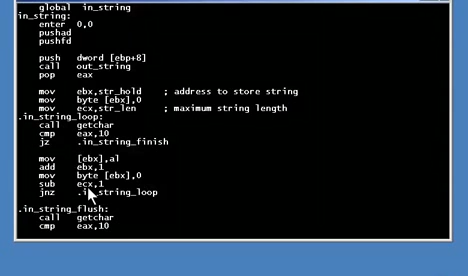 global in_string
in_string:
enter 0,0
pushad
pushfd
push dword [ebp+8]
call out_string
pop eax
mov ebx,str_hold ; address to store string
mov byte [ebx],0
mov ecx,str_len ; maximum string length
.in_string_loop:
call getchar
cmp eax,10
jz .in_string_finish
mov [ebx],al
add ebx,1
mov byte [ebx],0
sub ecx,1
jnz .in_string_loop
.in_string_flush:
call getchar
cmp eax,10